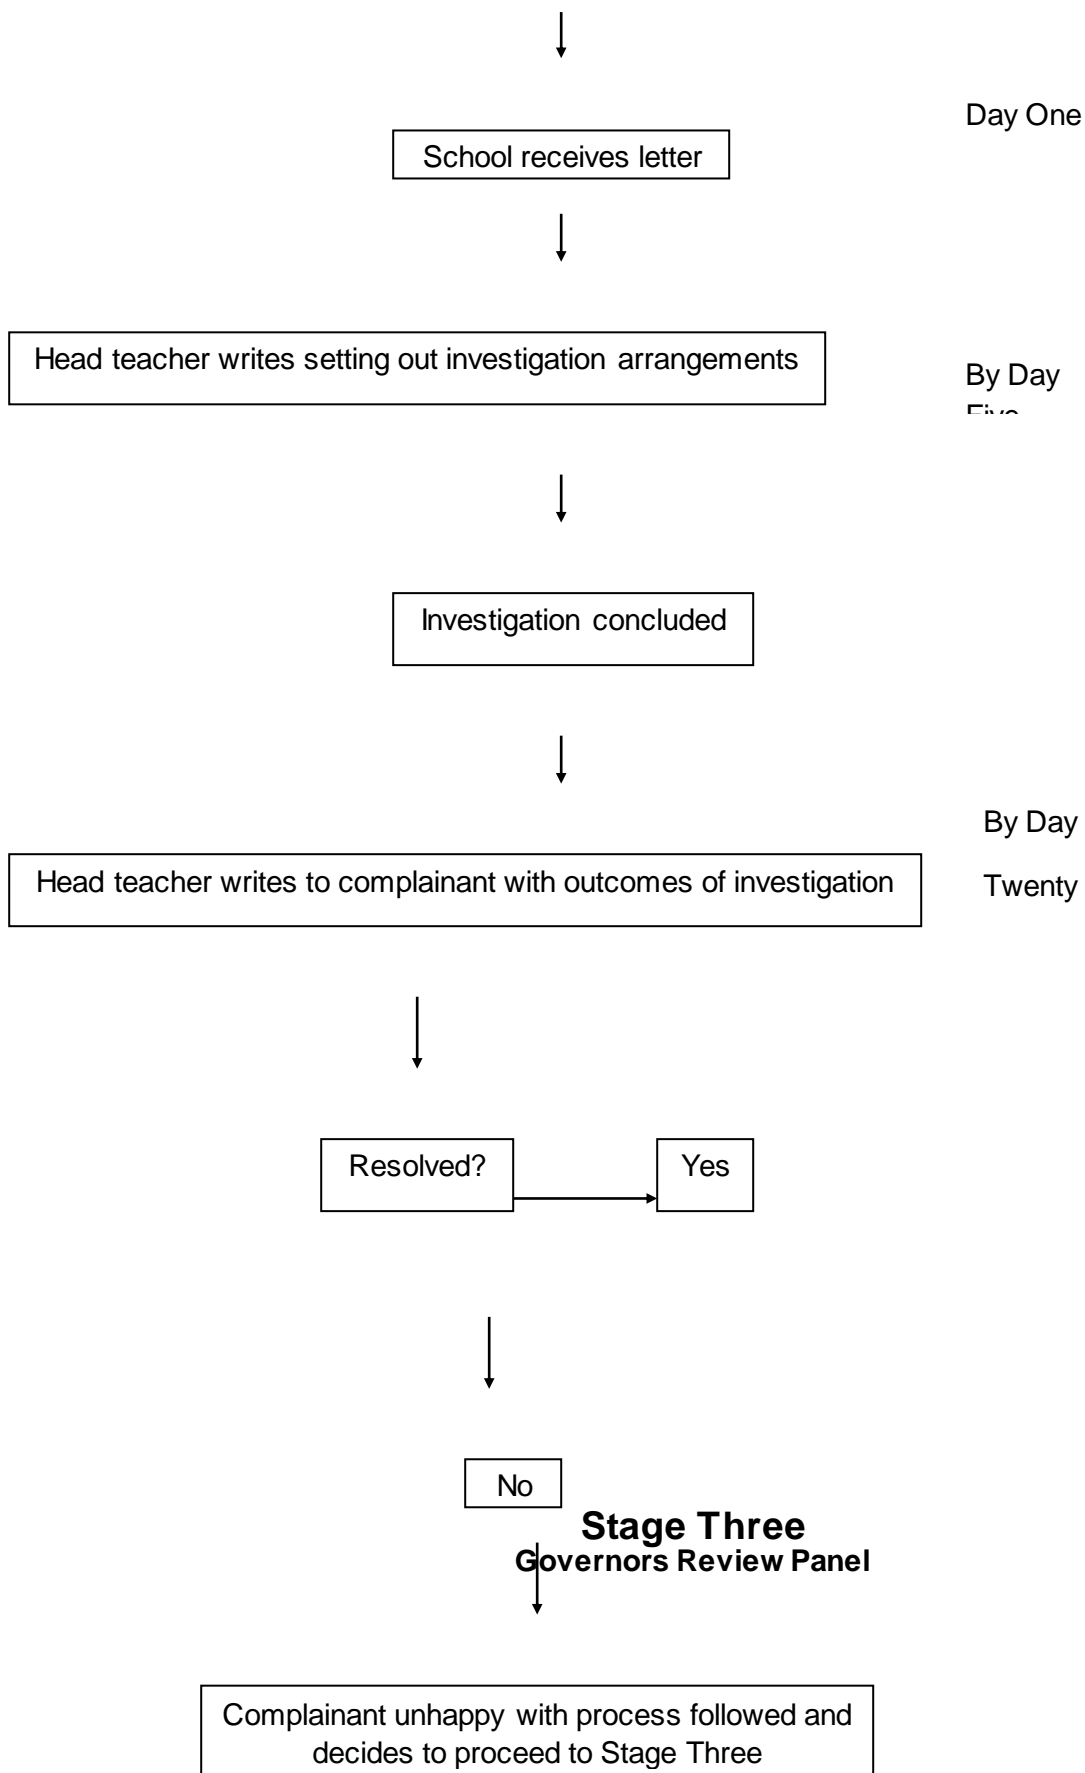 Day One
School receives letter
Head teacher writes setting out investigation arrangements
By Day
Five
Investigation concluded
By Day
Head teacher writes to complainant with outcomes of investigation
Twenty
Resolved?
Yes
No
Stage Three
Governors Review Panel
Complainant unhappy with process followed and
decides to proceed to Stage Three